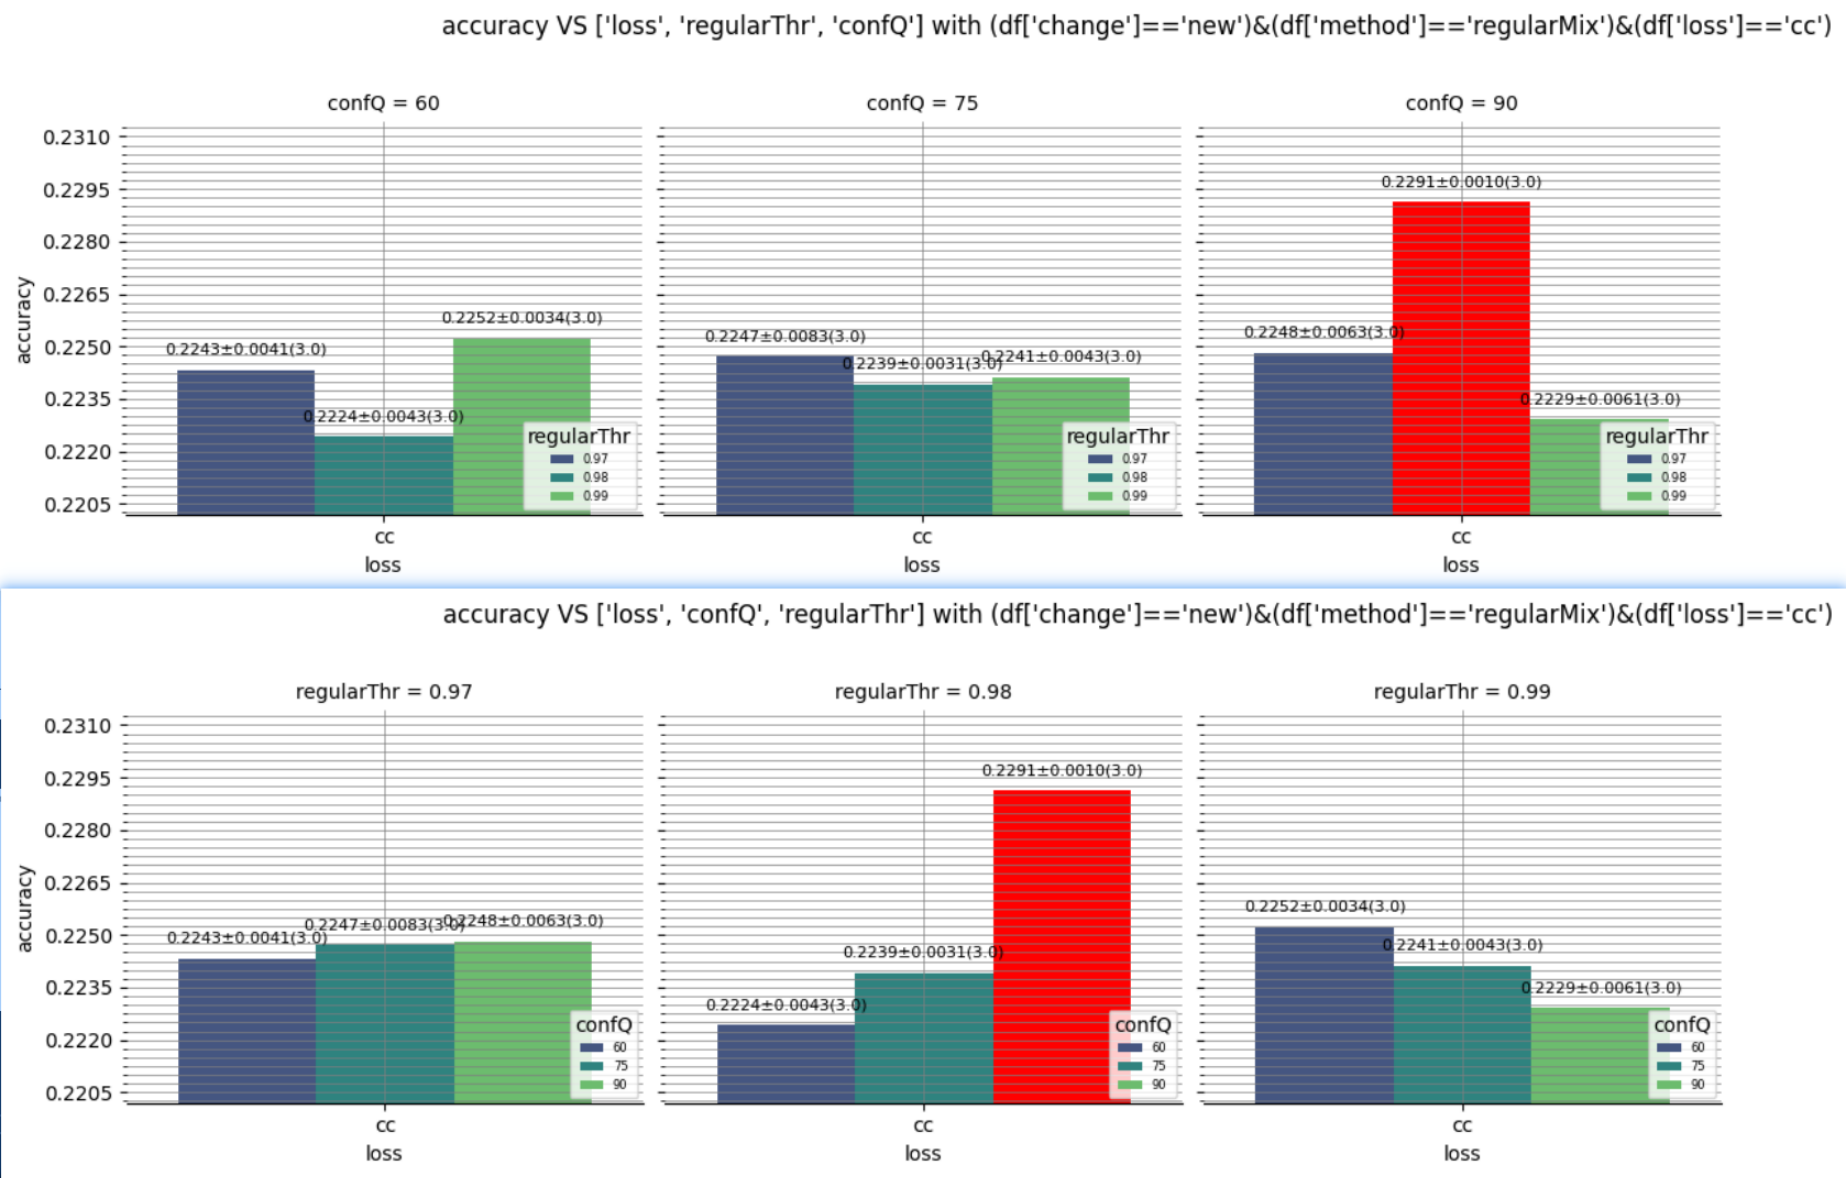 accuracy VS ['loss', 'regularThr', 'confQ'] with (df['change']=='new')&(df['method']=='regularMix')&(df['loss']=='cc')
confQ = 60
confQ = 75
confQ = 90
accuracy
0.2310
0.2295
0.2280
0.2265
0.2250
0.2235
0.2220
0.2205
0.2243±0.0041(3.0)
0.2224±0.0043(3.0)
0.2252±0.0034(3.0)
regularThr
0.97
0.98
0.99
cc
loss
0.2247±0.0083(3.0)
0.2239±0.0031(3.0)
0.2241±0.0043(3.0)
regularThr
0.97
0.98
0.99
cc
loss
0.2248±0.0063(3.0)
0.2291±0.0010(3.0)
0.2229±0.0061(3.0)
regularThr
0.97
0.98
0.99
cc
loss
accuracy VS ['loss', 'confQ', 'regularThr'] with (df['change']=='new')&(df['method']=='regularMix')&(df['loss']=='cc')
regularThr = 0.97
regularThr = 0.98
regularThr = 0.99
accuracy
0.2310
0.2295
0.2280
0.2265
0.2250
0.2235
0.2220
0.2205
0.2243±0.0041(3.0)
0.2247±0.0083(3.0)
0.2248±0.0063(3.0)
confQ
60
75
90
cc
loss
0.2224±0.0043(3.0)
0.2239±0.0031(3.0)
0.2291±0.0010(3.0)
confQ
60
75
90
cc
loss
0.2252±0.0034(3.0)
0.2241±0.0043(3.0)
0.2229±0.0061(3.0)
confQ
60
75
90
cc
loss